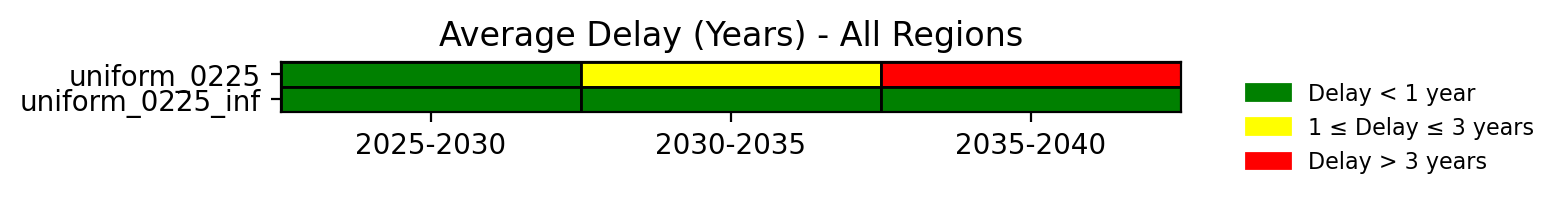 Average Delay (Years) - All Regions
uniform_0225
uniform_0225_inf
2025-2030 2030-2035 2035-2040
Delay < 1 year
1 ≤ Delay ≤ 3 years
Delay > 3 years